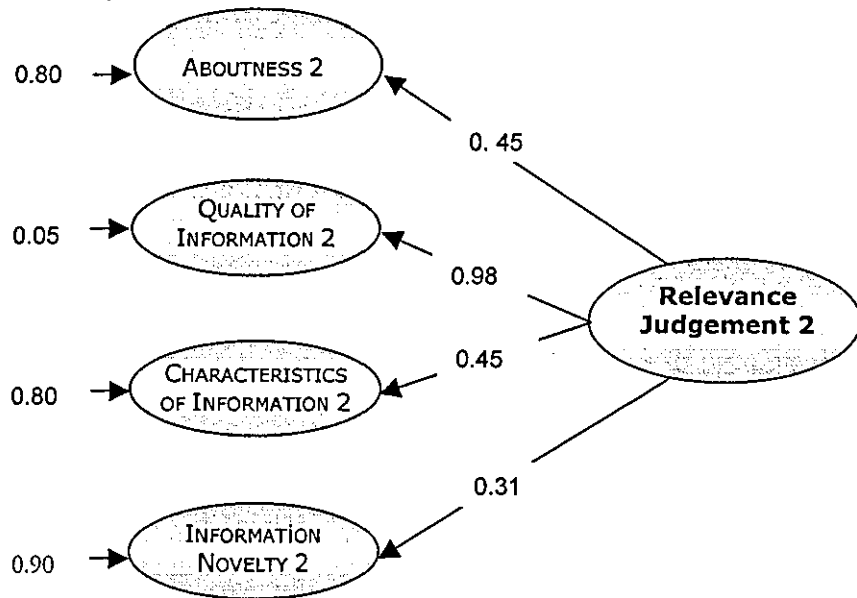 0.80
ABOUTNESS 2
0. 45
QUALITY OF
INFORMATION 2
0.05
0.98
Relevance
Judgement 2
0.45
CHARACTERISTICS
OF INFORMATION 2
0.80
0.31
INFORMATION
NOVELTY 2
0.90